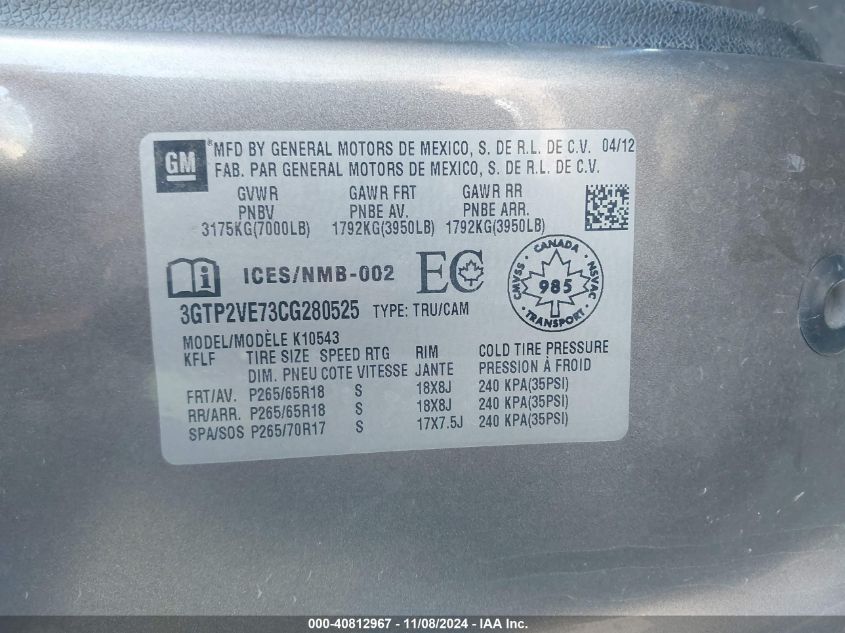 GM
MFD BY GENERAL MOTORS DE MEXICO, S. DE R.L. DE C.V. 04/12
FAB. PAR GENERAL MOTORS DE MEXICO, S. DE R.L. DE C.V.
GVWR GAWR FRT GAWR RR
PNBV PNBE AV. PNBE ARR.
3175KG(7000LB) 1792KG(3950LB) 1792KG(3950LB)
i ICES/NMB-002 EC
CANADA
CMVSS 985 NSVAC
TRANSPORT
3GTP2VE73CG280525 TYPE: TRU/CAM
MODEL/MODÈLE K10543
KFLF TIRE SIZE SPEED RTG RIM COLD TIRE PRESSURE
DIM. PNEU COTE VITESSE JANTE PRESSION À FROID
FRT/AV. P265/65R18 S 18X8J 240 KPA(35PSI)
RR/ARR. P265/65R18 S 18X8J 240 KPA(35PSI)
SPA/SOS P265/70R17 S 17X7.5J 240 KPA(35PSI)
000-40812967 - 11/08/2024 - IAA Inc.